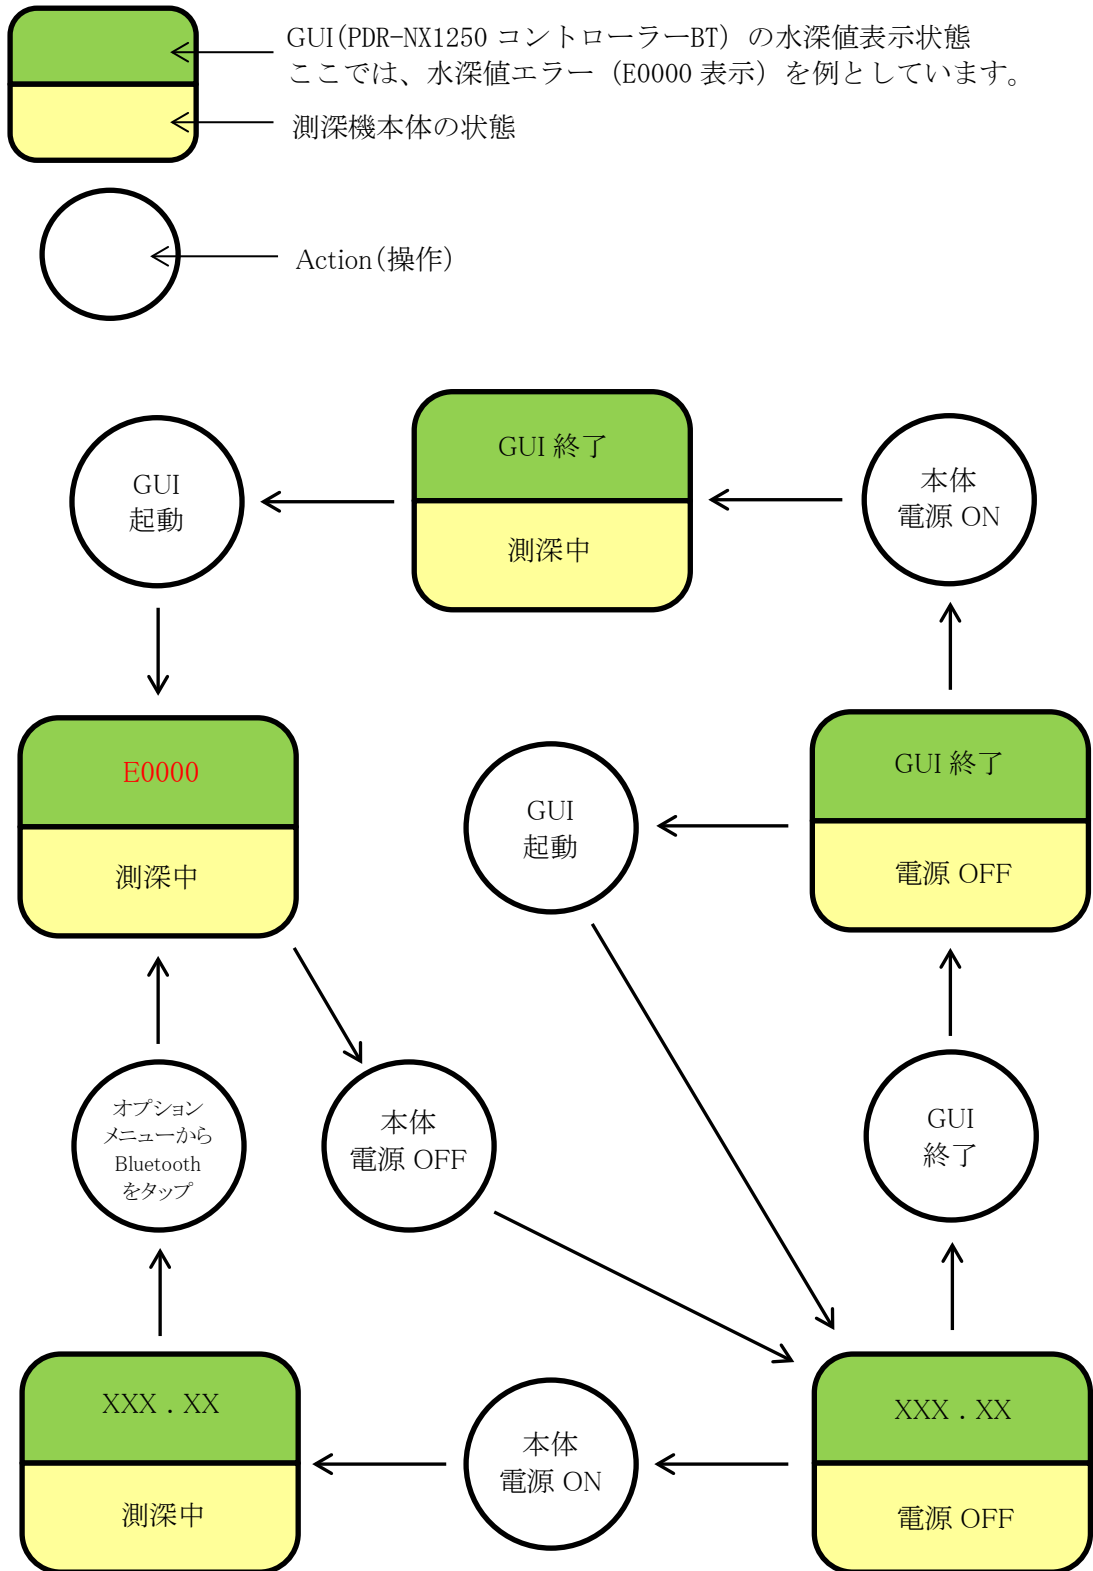 GUI(PDR-NX1250 コントローラーBT) の水深値表示状態
ここでは、水深値エラー（E0000 表示）を例としています。
測深機本体の状態
Action(操作)
GUI 終了
測深中
GUI
起動
本体
電源 ON
E0000
測深中
GUI
起動
GUI 終了
電源 OFF
オプション
メニューから
Bluetooth
をタップ
本体
電源 OFF
GUI
終了
XXX．XX
測深中
本体
電源 ON
XXX．XX
電源 OFF